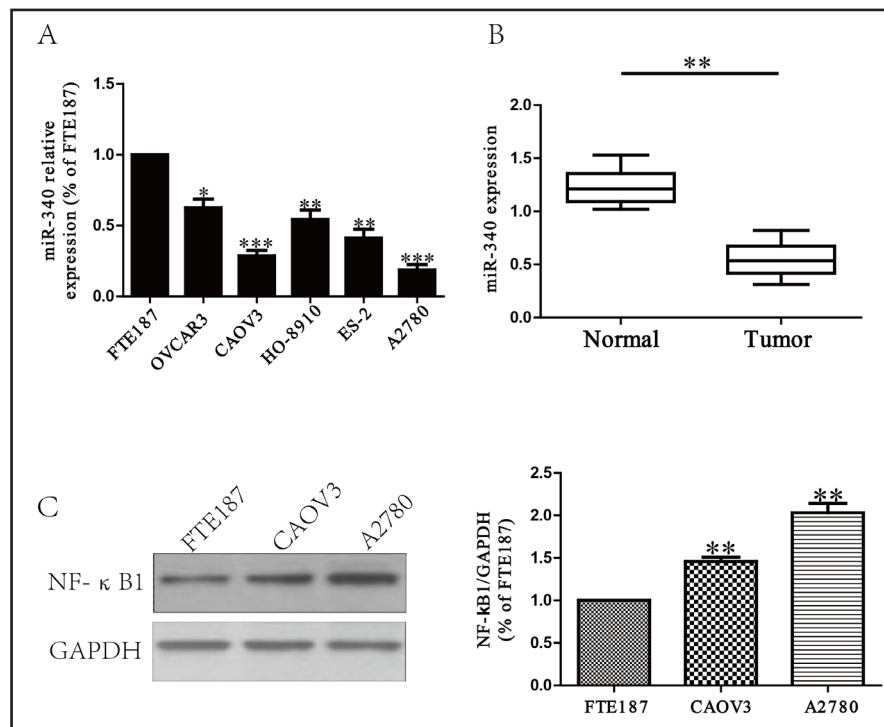 A
miR-340 relative
expression (% of FTE187)
1.5
1.0
0.5
0.0
*
***
**
**
***
FTE187
OVCAR3
CAOV3
HO-8910
ES-2
A2780
B
**
miR-340 expression
2.0
1.5
1.0
0.5
0.0
Normal
Tumor
C
FTE187
CAOV3
A2780
NF- κ B1
GAPDH
NF-kB1/GAPDH
(% of FTE187)
2.5
2.0
1.5
1.0
0.5
0.0
**
**
FTE187
CAOV3
A2780